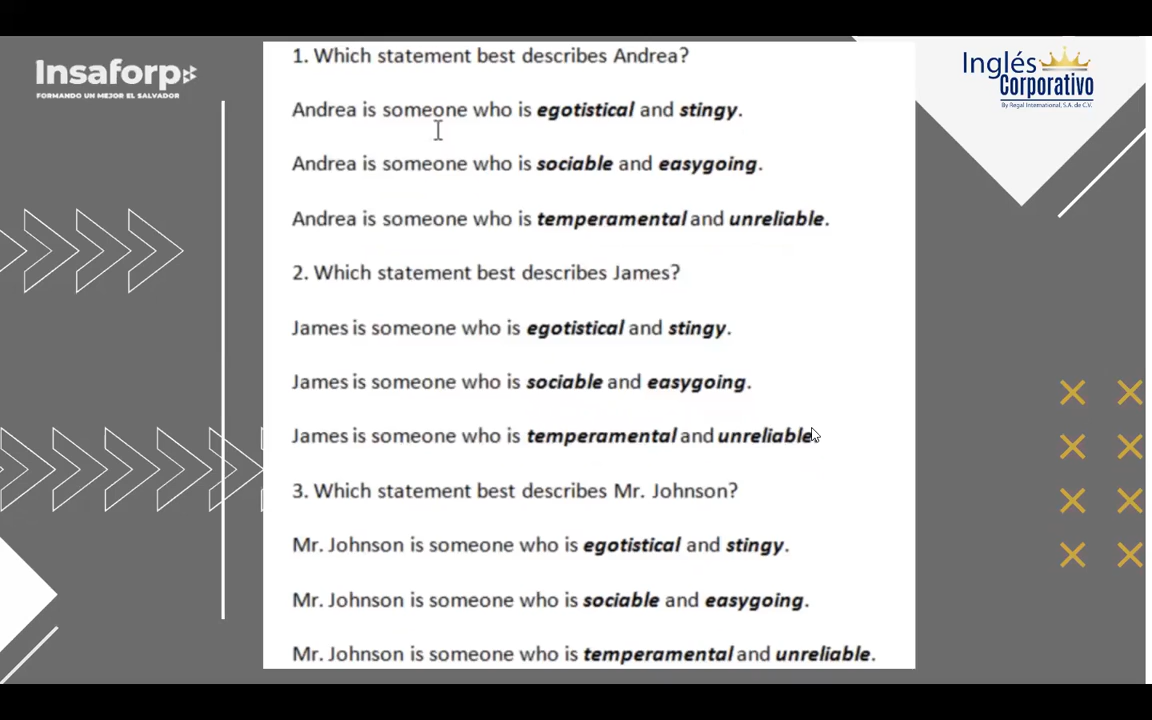 Insaforp
FORMANDO UN MEJOR EL SALVADOR
Inglés
Corporativo
By Regal International, S.A. de C.V.
1. Which statement best describes Andrea?
Andrea is someone who is egotistical and stingy.
Andrea is someone who is sociable and easygoing.
Andrea is someone who is temperamental and unreliable.
2. Which statement best describes James?
James is someone who is egotistical and stingy.
James is someone who is sociable and easygoing.
James is someone who is temperamental and unreliable
3. Which statement best describes Mr. Johnson?
Mr. Johnson is someone who is egotistical and stingy.
Mr. Johnson is someone who is sociable and easygoing.
Mr. Johnson is someone who is temperamental and unreliable.